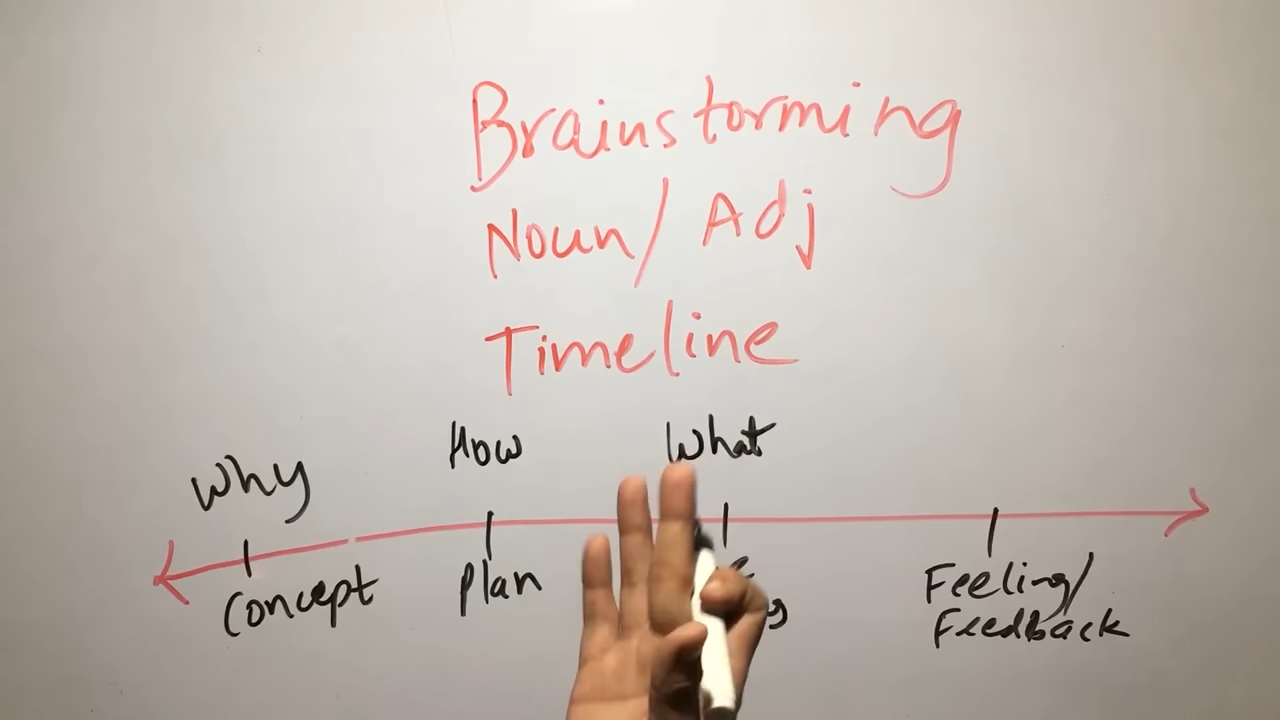 Brainstorming
Noun/ Adj
Timeline
Why How What
Concept Plan Feeling/
Feedback